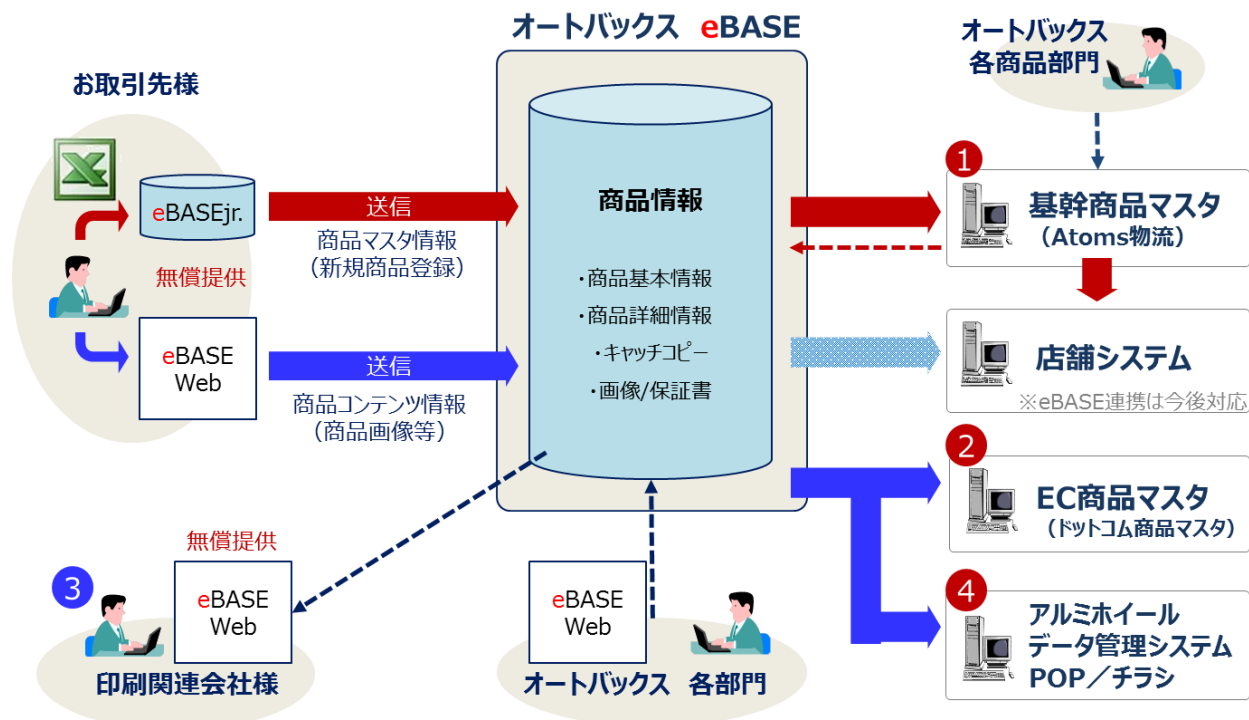 オートバックス eBASE
お取引先様
eBASEjr.
無償提供
eBASE
Web
送信
商品マスタ情報
（新規商品登録）
送信
商品コンテンツ情報
（商品画像等）
商品情報
・商品基本情報
・商品詳細情報
・キャッチコピー
・画像/保証書
オートバックス
各商品部門
1
基幹商品マスタ
（Atoms物流）
店舗システム
※eBASE連携は今後対応
2
EC商品マスタ
（ドットコム商品マスタ）
4
アルミホイール
データ管理システム
POP／チラシ
3
無償提供
eBASE
Web
印刷関連会社様
eBASE
Web
オートバックス 各部門